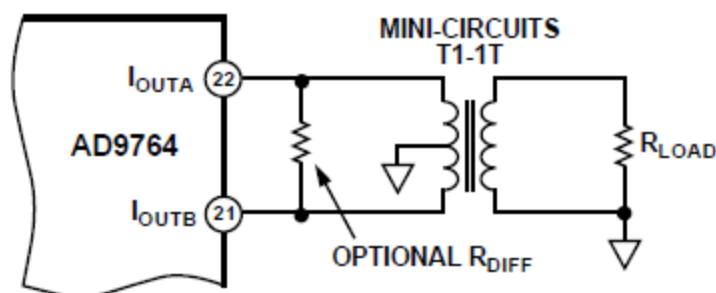 MINI-CIRCUITS
T1-1T
IOUTA 22
AD9764
RLOAD
IOUTB 21
OPTIONAL RDIFF